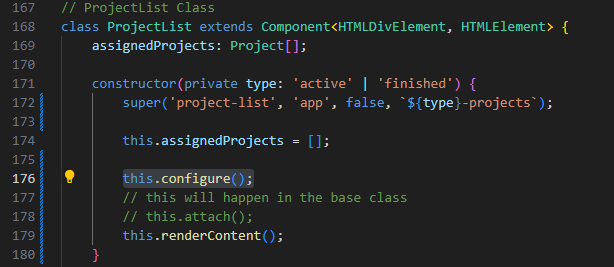 167 // ProjectList Class
168 class ProjectList extends Component<HTMLDivElement, HTMLElement> {
169 assignedProjects: Project[];
170
171 constructor(private type: 'active' | 'finished') {
172 super('project-list', 'app', false, `${type}-projects`);
173
174 this.assignedProjects = [];
175
176 this.configure();
177 // this will happen in the base class
178 // this.attach();
179 this.renderContent();
180 }